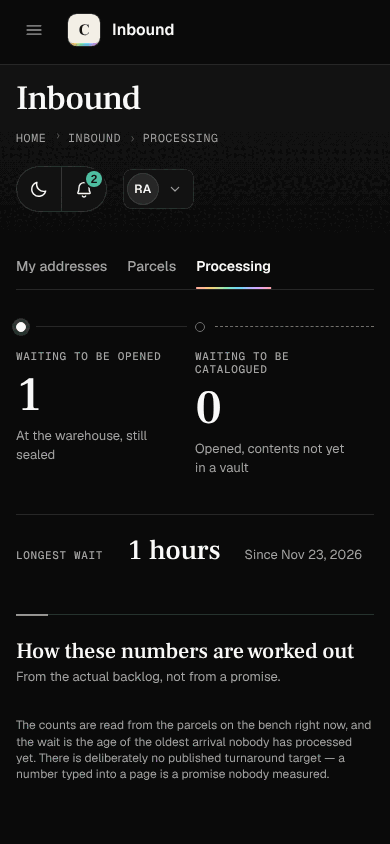 C Inbound
Inbound
HOME › INBOUND › PROCESSING
2
RA
My addresses Parcels Processing
WAITING TO BE OPENED
1
At the warehouse, still
sealed
WAITING TO BE
CATALOGUED
0
Opened, contents not yet
in a vault
LONGEST WAIT 1 hours Since Nov 23, 2026
How these numbers are worked out
From the actual backlog, not from a promise.
The counts are read from the parcels on the bench right now, and
the wait is the age of the oldest arrival nobody has processed
yet. There is deliberately no published turnaround target — a
number typed into a page is a promise nobody measured.